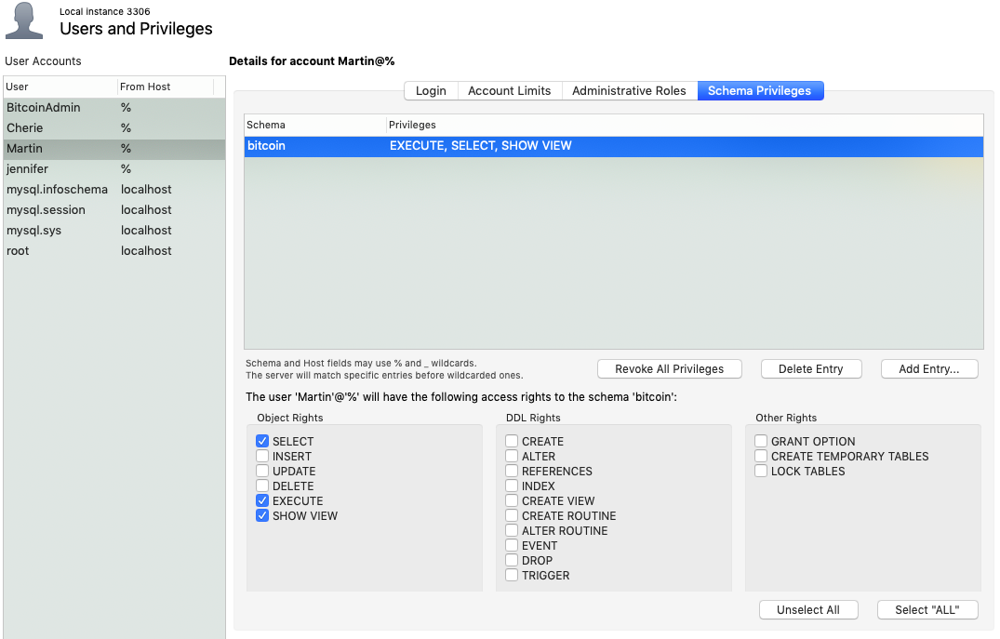 Local instance 3306
Users and Privileges
User Accounts
Details for account Martin@%
User From Host
BitcoinAdmin %
Cherie %
Martin %
jennifer %
mysql.infoschema localhost
mysql.session localhost
mysql.sys localhost
root localhost
Login Account Limits Administrative Roles Schema Privileges
Schema Privileges
bitcoin EXECUTE, SELECT, SHOW VIEW
Schema and Host fields may use % and _ wildcards.
The server will match specific entries before wildcarded ones.
Revoke All Privileges Delete Entry Add Entry...
The user 'Martin'@'%' will have the following access rights to the schema 'bitcoin':
Object Rights
SELECT
INSERT
UPDATE
DELETE
EXECUTE
SHOW VIEW
DDL Rights
CREATE
ALTER
REFERENCES
INDEX
CREATE VIEW
CREATE ROUTINE
ALTER ROUTINE
EVENT
DROP
TRIGGER
Other Rights
GRANT OPTION
CREATE TEMPORARY TABLES
LOCK TABLES
Unselect All Select "ALL"